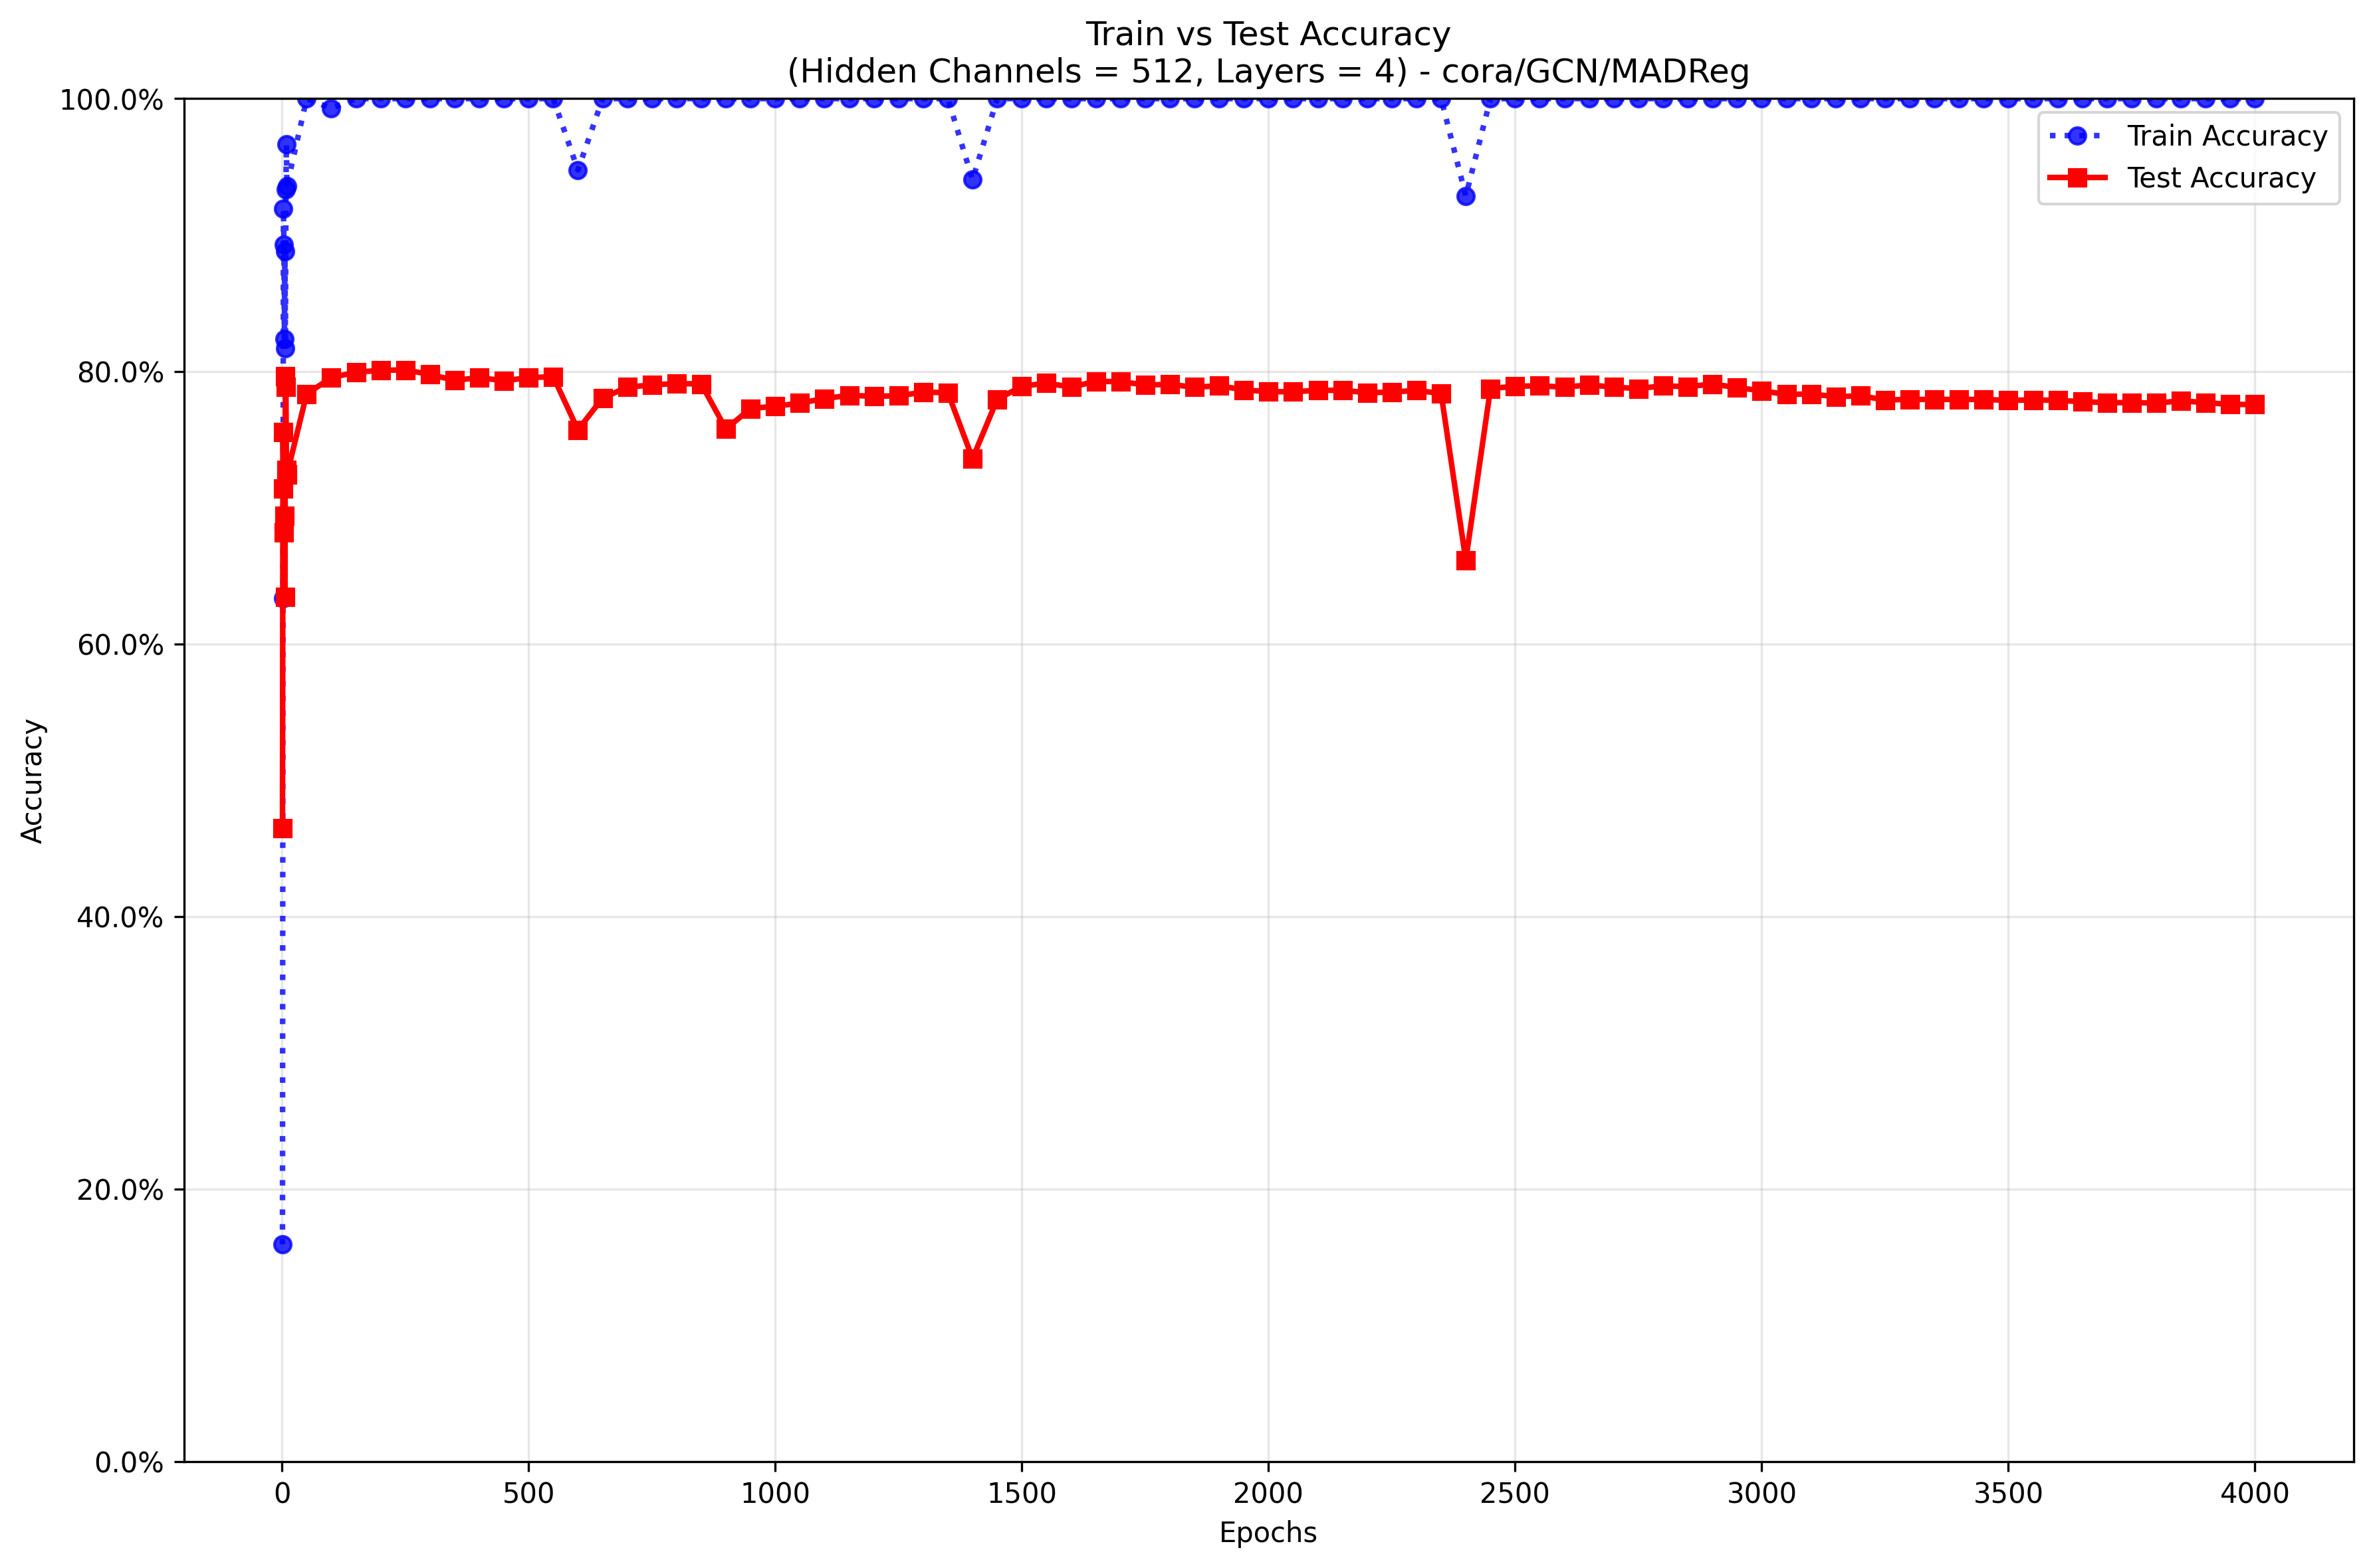 Train vs Test Accuracy
(Hidden Channels = 512, Layers = 4) - cora/GCN/MADReg
100.0%
80.0%
60.0%
40.0%
20.0%
0.0%
Accuracy
Train Accuracy
Test Accuracy
0 500 1000 1500 2000 2500 3000 3500 4000
Epochs